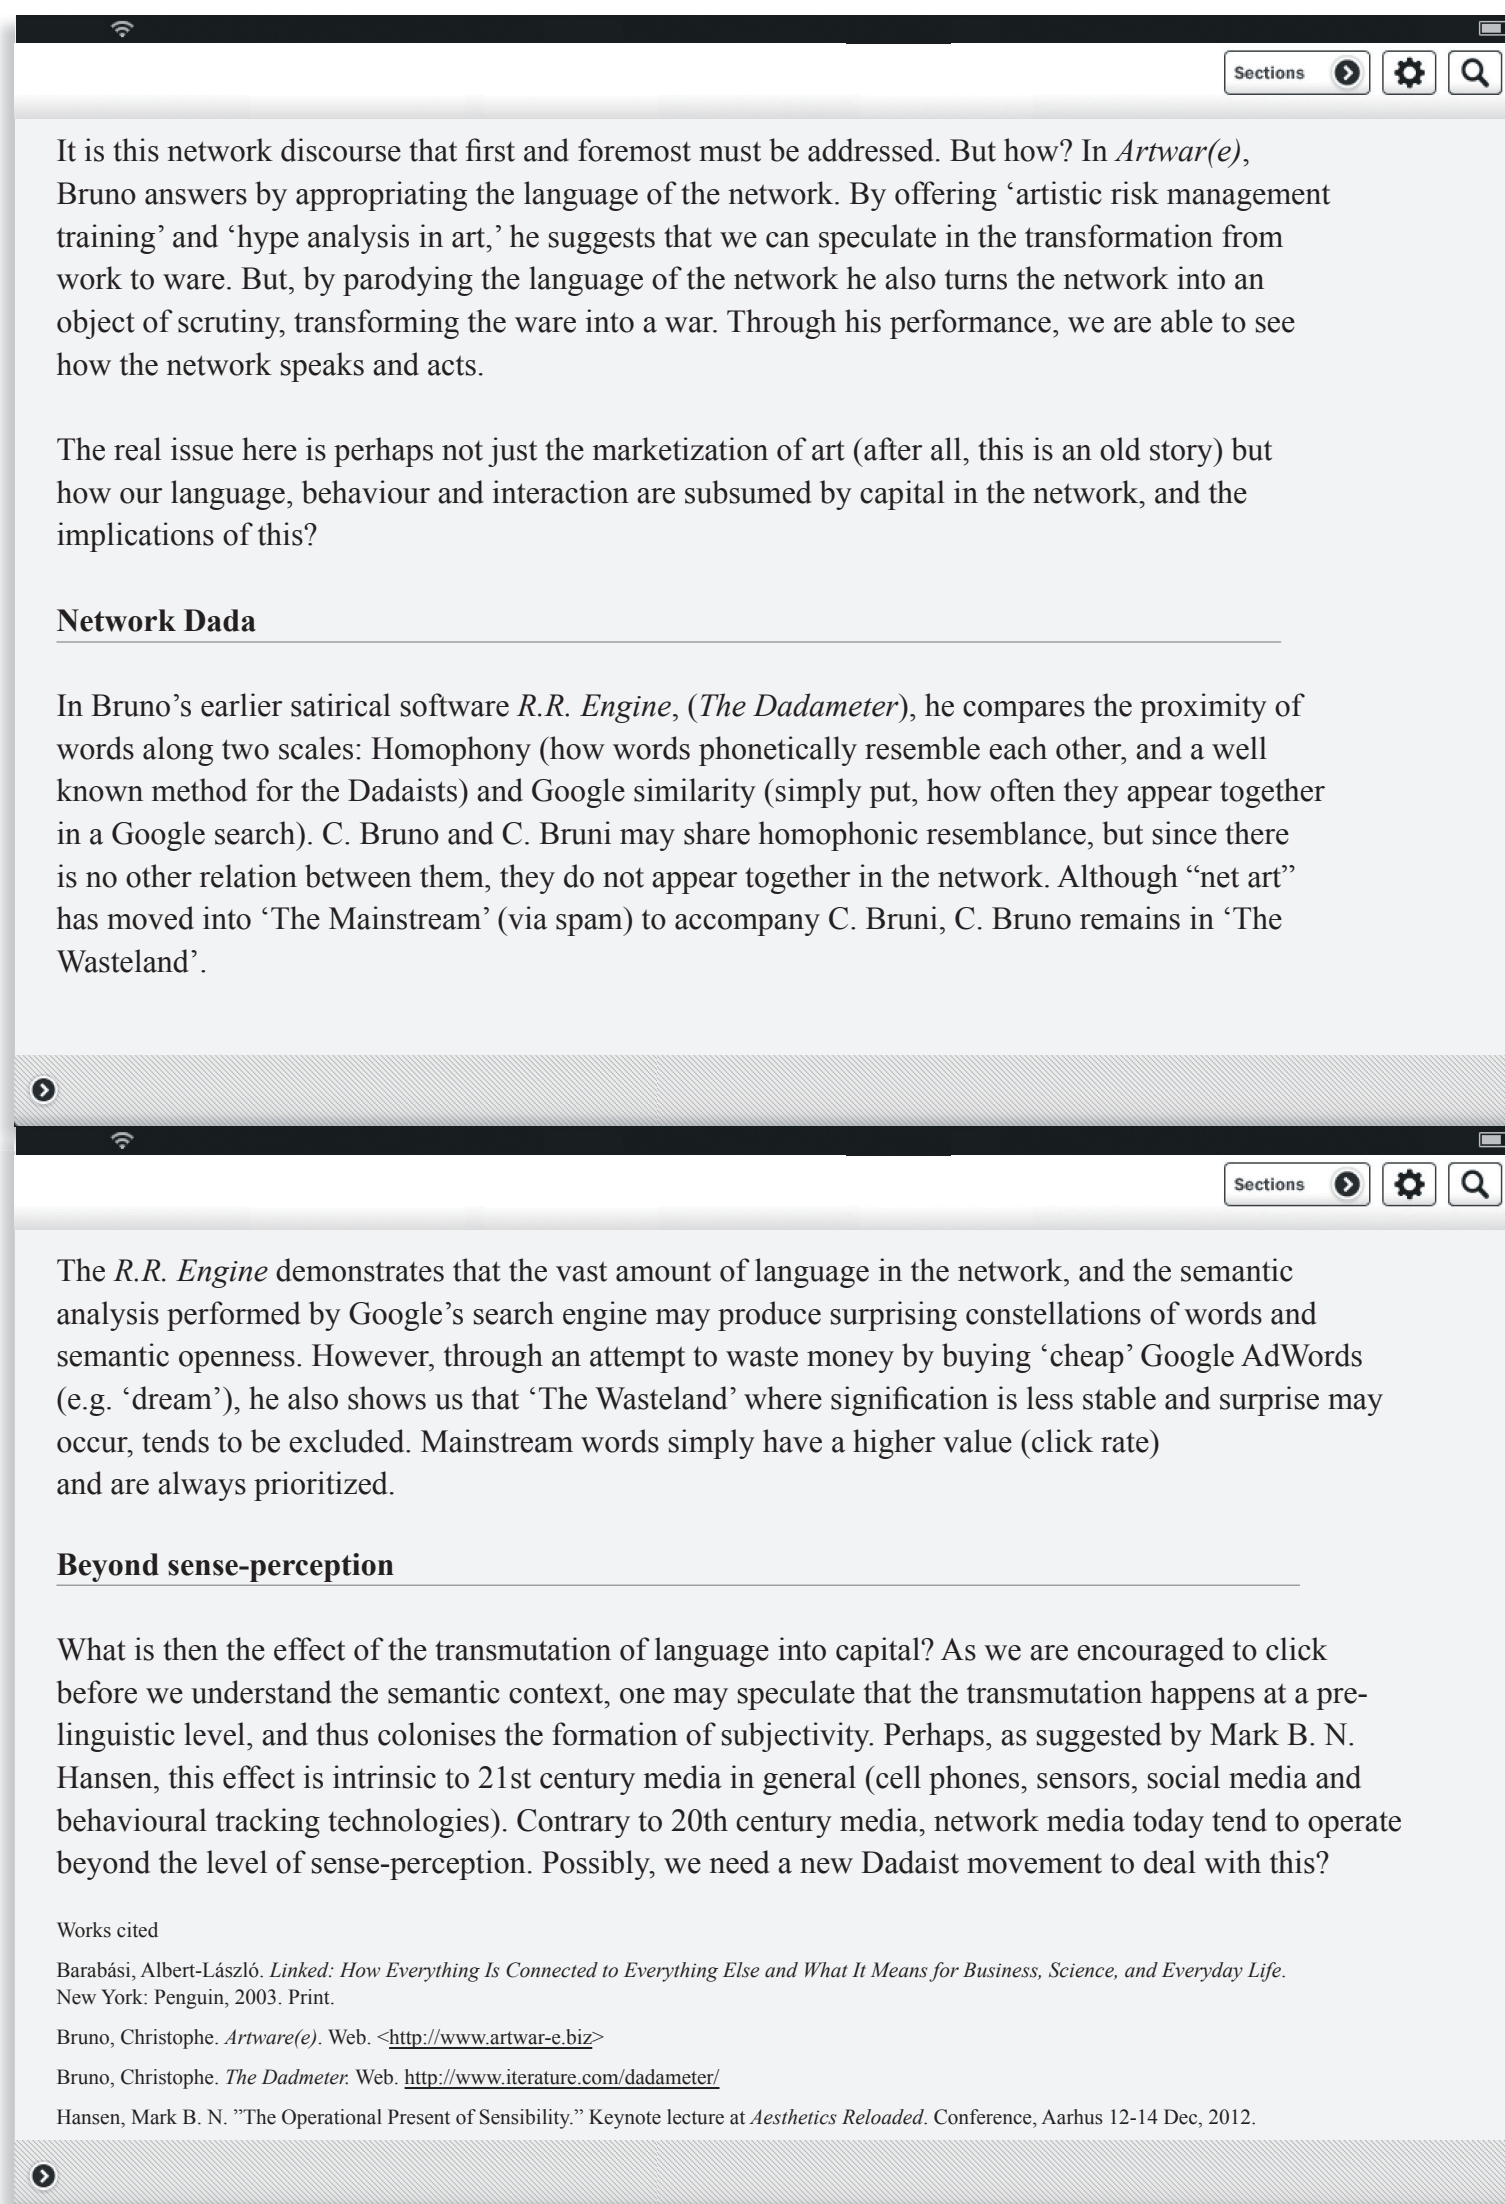 Sections
It is this network discourse that first and foremost must be addressed. But how? In Artwar(e),
Bruno answers by appropriating the language of the network. By offering ‘artistic risk management
training’ and ‘hype analysis in art,’ he suggests that we can speculate in the transformation from
work to ware. But, by parodying the language of the network he also turns the network into an
object of scrutiny, transforming the ware into a war. Through his performance, we are able to see
how the network speaks and acts.
The real issue here is perhaps not just the marketization of art (after all, this is an old story) but
how our language, behaviour and interaction are subsumed by capital in the network, and the
implications of this?
Network Dada
In Bruno’s earlier satirical software R.R. Engine, (The Dadameter), he compares the proximity of
words along two scales: Homophony (how words phonetically resemble each other, and a well
known method for the Dadaists) and Google similarity (simply put, how often they appear together
in a Google search). C. Bruno and C. Bruni may share homophonic resemblance, but since there
is no other relation between them, they do not appear together in the network. Although “net art”
has moved into ‘The Mainstream’ (via spam) to accompany C. Bruni, C. Bruno remains in ‘The
Wasteland’.
Sections
The R.R. Engine demonstrates that the vast amount of language in the network, and the semantic
analysis performed by Google’s search engine may produce surprising constellations of words and
semantic openness. However, through an attempt to waste money by buying ‘cheap’ Google AdWords
(e.g. ‘dream’), he also shows us that ‘The Wasteland’ where signification is less stable and surprise may
occur, tends to be excluded. Mainstream words simply have a higher value (click rate)
and are always prioritized.
Beyond sense-perception
What is then the effect of the transmutation of language into capital? As we are encouraged to click
before we understand the semantic context, one may speculate that the transmutation happens at a pre-
linguistic level, and thus colonises the formation of subjectivity. Perhaps, as suggested by Mark B. N.
Hansen, this effect is intrinsic to 21st century media in general (cell phones, sensors, social media and
behavioural tracking technologies). Contrary to 20th century media, network media today tend to operate
beyond the level of sense-perception. Possibly, we need a new Dadaist movement to deal with this?
Works cited
Barabási, Albert-László. Linked: How Everything Is Connected to Everything Else and What It Means for Business, Science, and Everyday Life.
New York: Penguin, 2003. Print.
Bruno, Christophe. Artware(e). Web. <http://www.artwar-e.biz>
Bruno, Christophe. The Dadmeter. Web. http://www.iterature.com/dadameter/
Hansen, Mark B. N. ”The Operational Present of Sensibility.” Keynote lecture at Aesthetics Reloaded. Conference, Aarhus 12-14 Dec, 2012.